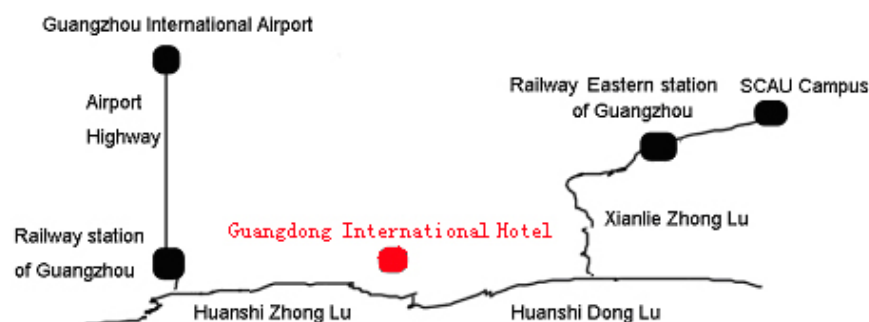 Guangzhou International Airport
Railway Eastern station
of Guangzhou
SCAU Campus
Airport
Highway
Xianlie Zhong Lu
Guangdong International Hotel
Railway station
of Guangzhou
Huanshi Zhong Lu
Huanshi Dong Lu